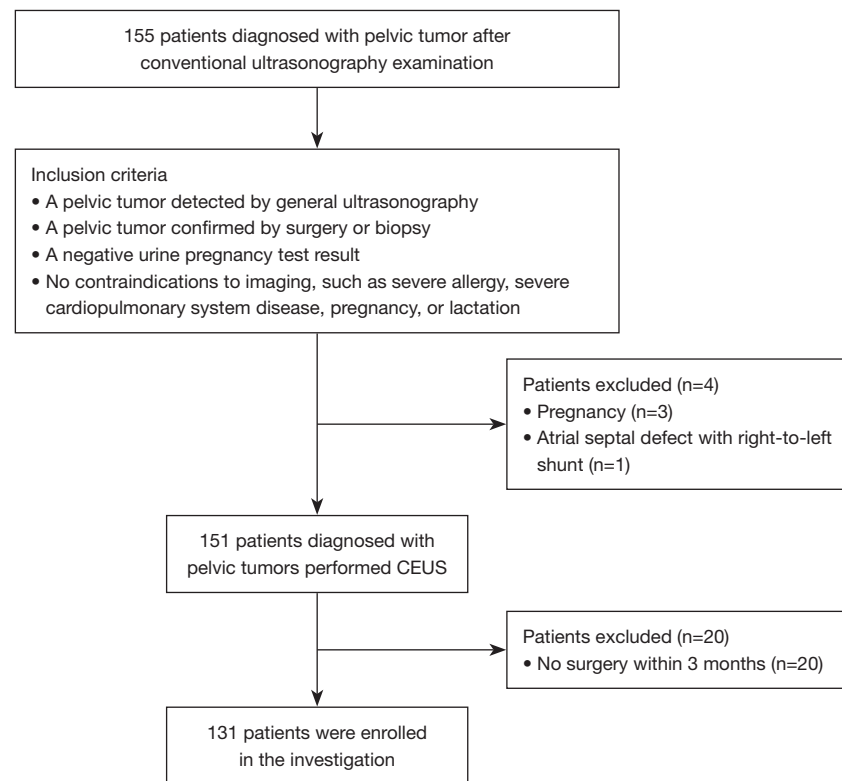 155 patients diagnosed with pelvic tumor after
conventional ultrasonography examination
Inclusion criteria
• A pelvic tumor detected by general ultrasonography
• A pelvic tumor confirmed by surgery or biopsy
• A negative urine pregnancy test result
• No contraindications to imaging, such as severe allergy, severe
cardiopulmonary system disease, pregnancy, or lactation
Patients excluded (n=4)
• Pregnancy (n=3)
• Atrial septal defect with right-to-left
shunt (n=1)
151 patients diagnosed with
pelvic tumors performed CEUS
Patients excluded (n=20)
• No surgery within 3 months (n=20)
131 patients were enrolled
in the investigation